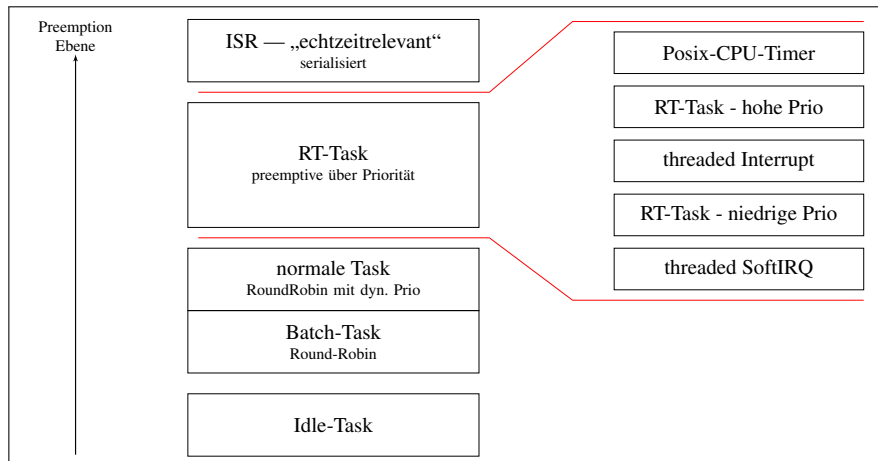 Preemption
Ebene
ISR — „echtzeitrelevant“
serialisiert
RT-Task
preemptive über Priorität
normale Task
RoundRobin mit dyn. Prio
Batch-Task
Round-Robin
Idle-Task
Posix-CPU-Timer
RT-Task - hohe Prio
threaded Interrupt
RT-Task - niedrige Prio
threaded SoftIRQ